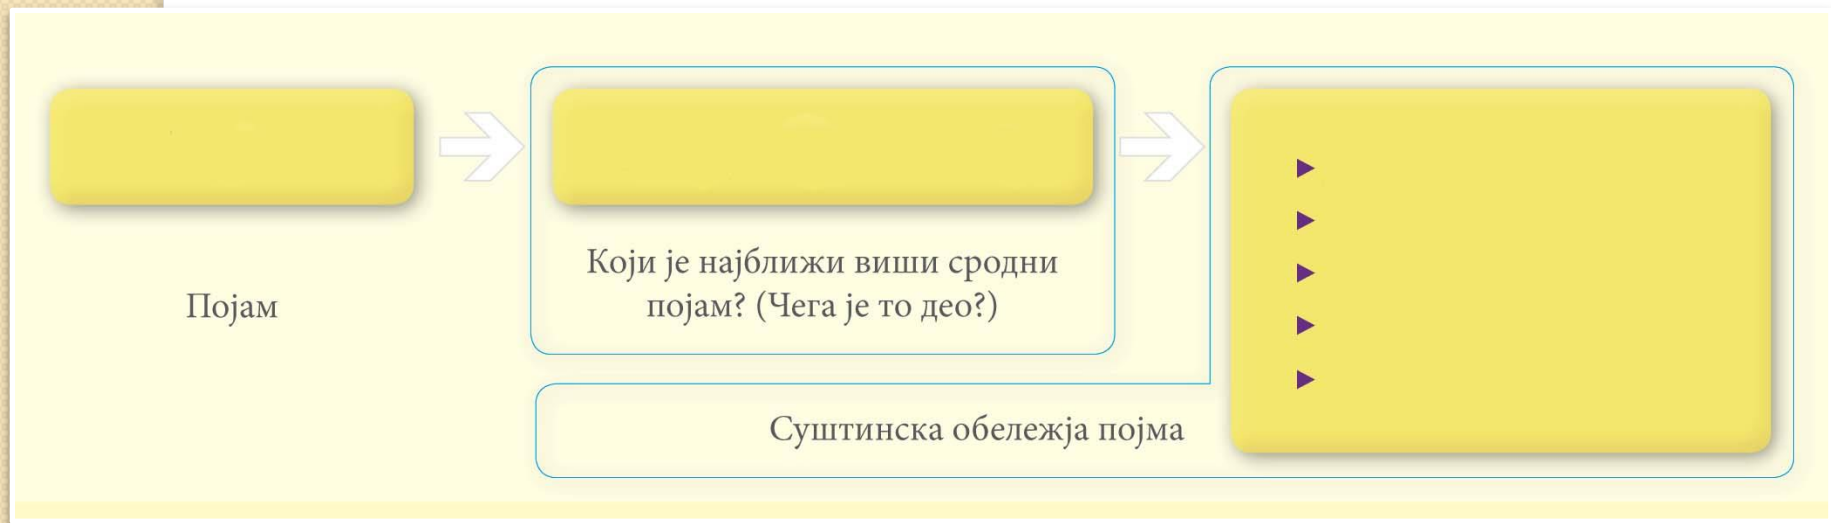 Појам
Који је најближи виши сродни
појам? (Чега је то део?)
Суштинска обележја појма